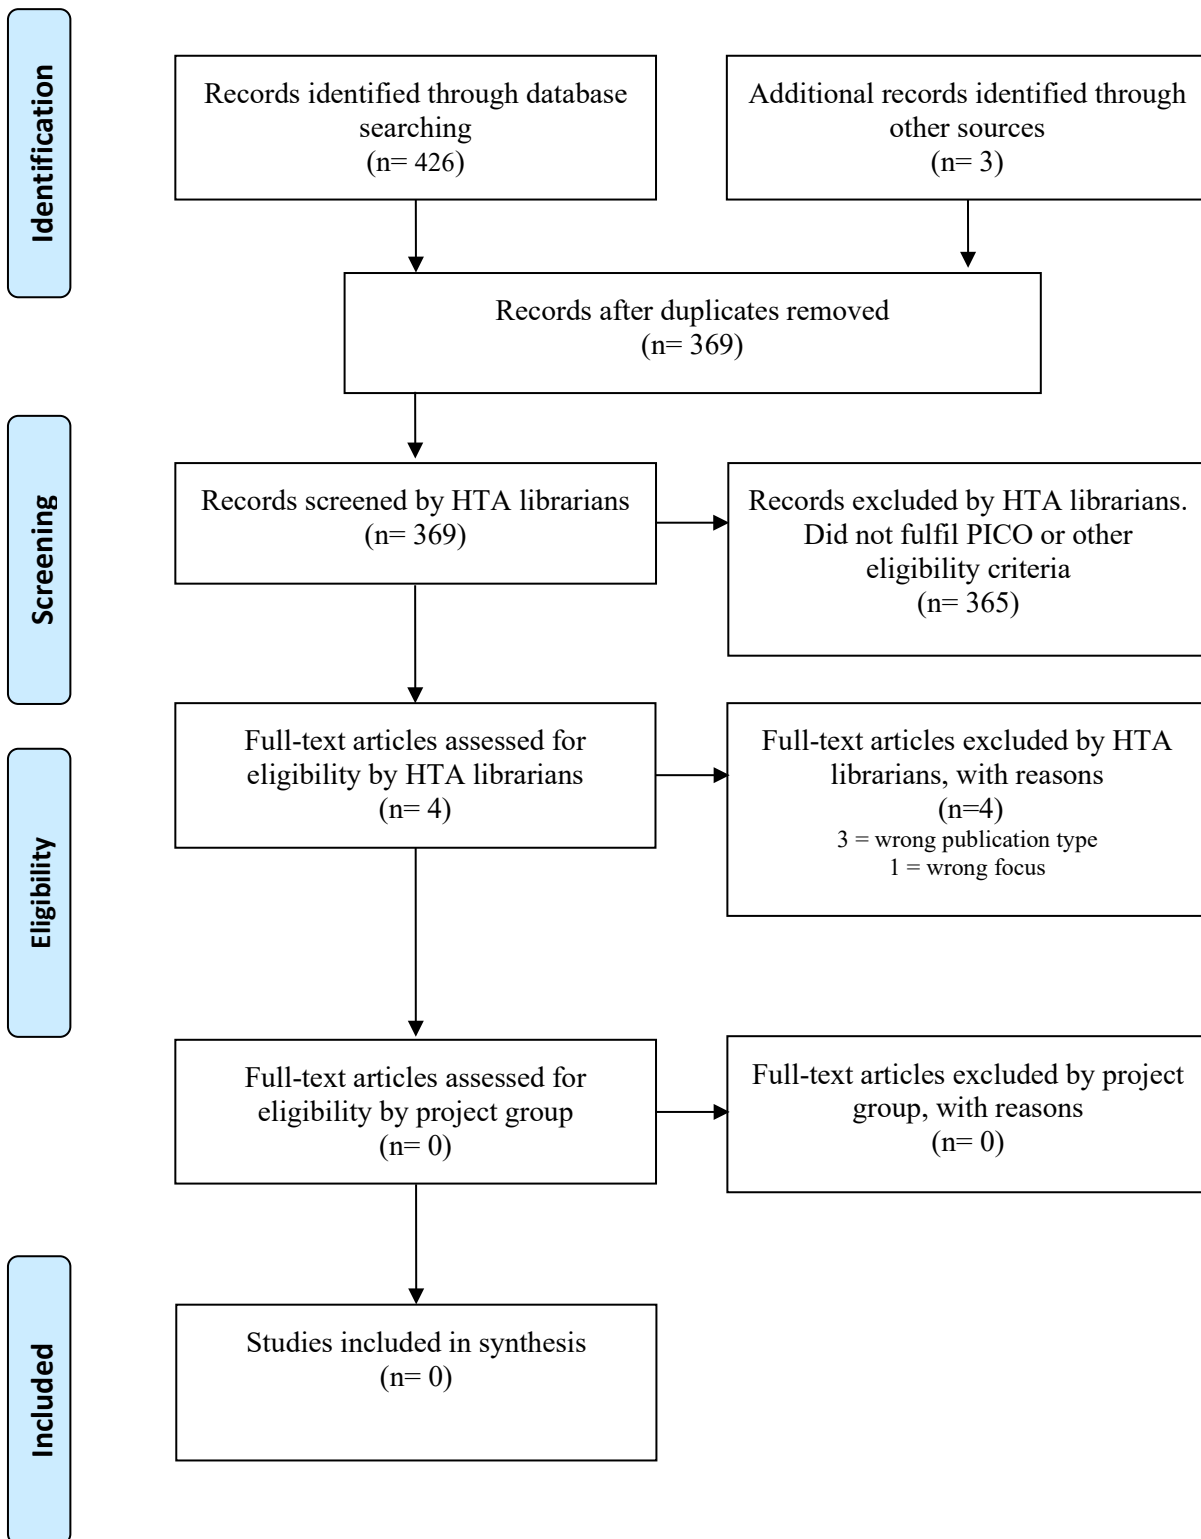 Identification
Records identified through database
searching
(n= 426)
Additional records identified through
other sources
(n= 3)
Records after duplicates removed
(n= 369)
Screening
Records screened by HTA librarians
(n= 369)
Records excluded by HTA librarians.
Did not fulfil PICO or other
eligibility criteria
(n= 365)
Eligibility
Full-text articles assessed for
eligibility by HTA librarians
(n= 4)
Full-text articles excluded by HTA
librarians, with reasons
(n=4)
3 = wrong publication type
1 = wrong focus
Full-text articles assessed for
eligibility by project group
(n= 0)
Full-text articles excluded by project
group, with reasons
(n= 0)
Included
Studies included in synthesis
(n= 0)